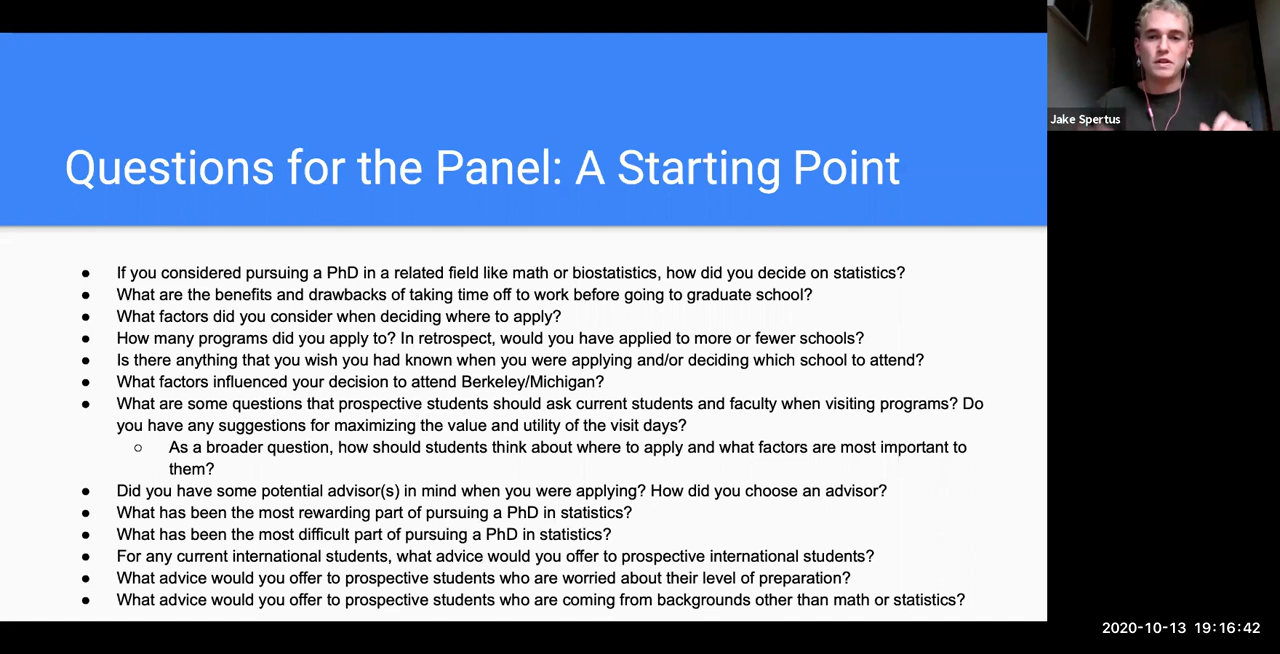 Questions for the Panel: A Starting Point
● If you considered pursuing a PhD in a related field like math or biostatistics, how did you decide on statistics?
● What are the benefits and drawbacks of taking time off to work before going to graduate school?
● What factors did you consider when deciding where to apply?
● How many programs did you apply to? In retrospect, would you have applied to more or fewer schools?
● Is there anything that you wish you had known when you were applying and/or deciding which school to attend?
● What factors influenced your decision to attend Berkeley/Michigan?
● What are some questions that prospective students should ask current students and faculty when visiting programs? Do
you have any suggestions for maximizing the value and utility of the visit days?
○ As a broader question, how should students think about where to apply and what factors are most important to
them?
● Did you have some potential advisor(s) in mind when you were applying? How did you choose an advisor?
● What has been the most rewarding part of pursuing a PhD in statistics?
● What has been the most difficult part of pursuing a PhD in statistics?
● For any current international students, what advice would you offer to prospective international students?
● What advice would you offer to prospective students who are worried about their level of preparation?
● What advice would you offer to prospective students who are coming from backgrounds other than math or statistics?
Jake Spertus
2020-10-13 19:16:42